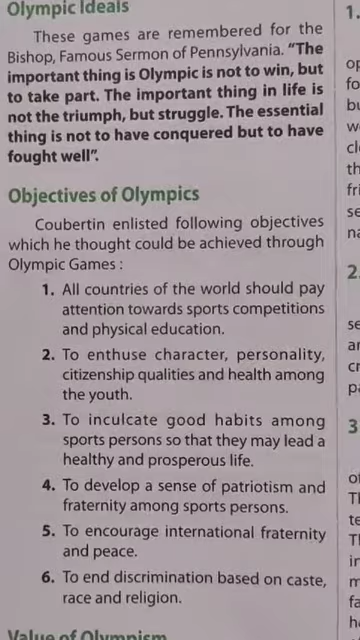 Olympic Ideals
These games are remembered for the
Bishop, Famous Sermon of Pennsylvania. "The
important thing is Olympic is not to win, but
to take part. The important thing in life is
not the triumph, but struggle. The essential
thing is not to have conquered but to have
fought well".
Objectives of Olympics
Coubertin enlisted following objectives
which he thought could be achieved through
Olympic Games :
1. All countries of the world should pay
attention towards sports competitions
and physical education.
2. To enthuse character, personality,
citizenship qualities and health among
the youth.
3. To inculcate good habits among
sports persons so that they may lead a
healthy and prosperous life.
4. To develop a sense of patriotism and
fraternity among sports persons.
5. To encourage international fraternity
and peace.
6. To end discrimination based on caste,
race and religion.
Value of Olympism
1.
2.
3